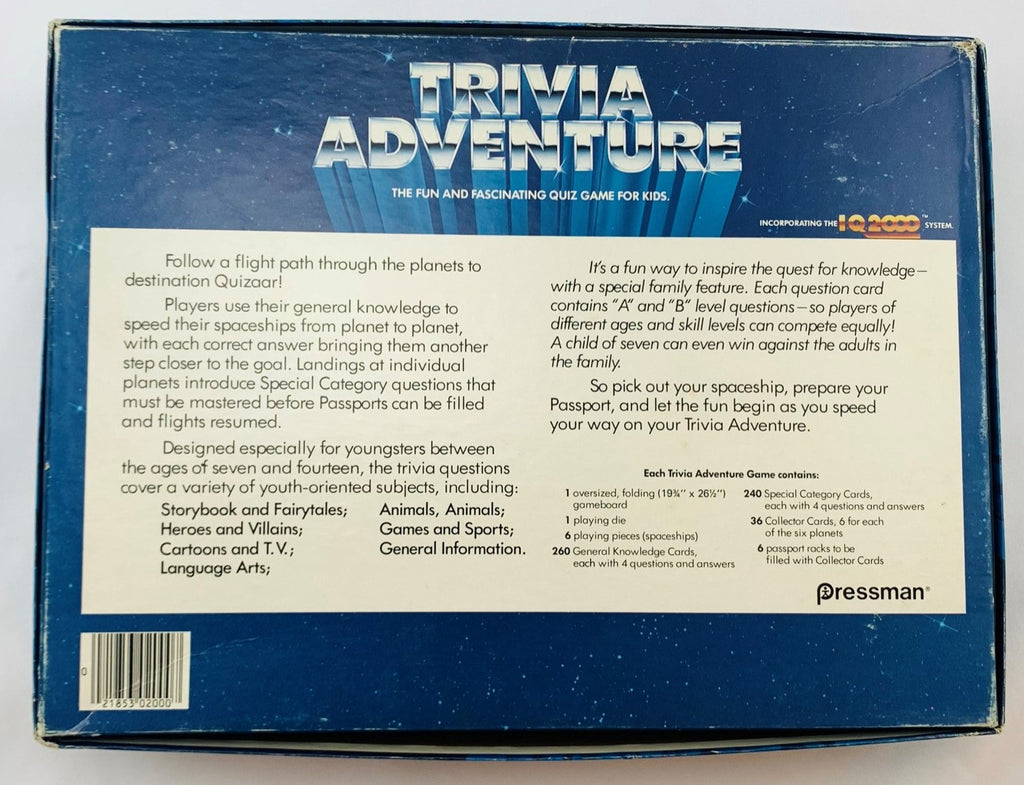 TRIVIA
ADVENTURE
THE FUN AND FASCINATING QUIZ GAME FOR KIDS.
INCORPORATING THE IQ 2000™ SYSTEM.
Follow a flight path through the planets to
destination Quizaar!
Players use their general knowledge to
speed their spaceships from planet to planet,
with each correct answer bringing them another
step closer to the goal. Landings at individual
planets introduce Special Category questions that
must be mastered before Passports can be filled
and flights resumed.
Designed especially for youngsters between
the ages of seven and fourteen, the trivia questions
cover a variety of youth-oriented subjects, including:
Storybook and Fairytales;
Heroes and Villains;
Cartoons and T.V.;
Language Arts;
Animals, Animals;
Games and Sports;
General Information.
It's a fun way to inspire the quest for knowledge—
with a special family feature. Each question card
contains "A" and "B" level questions—so players of
different ages and skill levels can compete equally!
A child of seven can even win against the adults in
the family.
So pick out your spaceship, prepare your
Passport, and let the fun begin as you speed
your way on your Trivia Adventure.
Each Trivia Adventure Game contains:
1 oversized, folding (19¾" x 26½")
gameboard
1 playing die
6 playing pieces (spaceships)
260 General Knowledge Cards,
each with 4 questions and answers
240 Special Category Cards,
each with 4 questions and answers
36 Collector Cards, 6 for each
of the six planets
6 passport racks to be
filled with Collector Cards
Pressman®
0
21853 02000